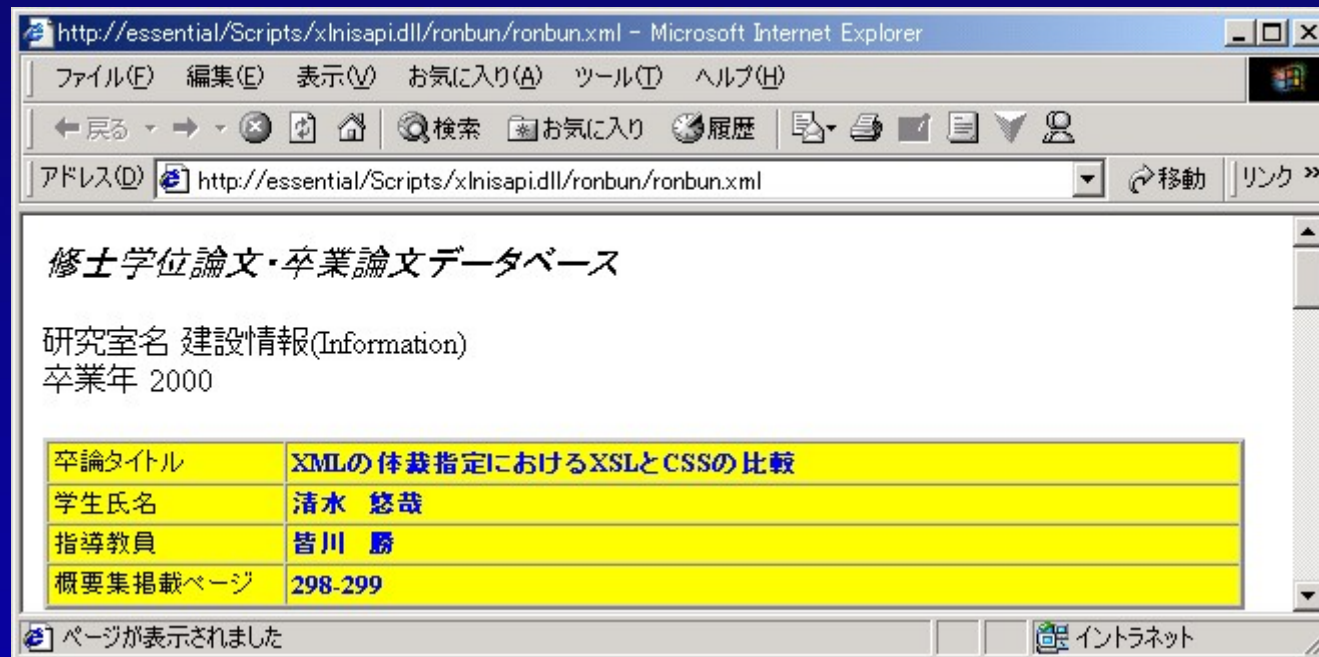 http://essential/Scripts/xlnisapi.dll/ronbun/ronbun.xml - Microsoft Internet Explorer
ファイル(F) 編集(E) 表示(V) お気に入り(A) ツール(T) ヘルプ(H)
戻る 検索 お気に入り 履歴
アドレス(D) http://essential/Scripts/xlnisapi.dll/ronbun/ronbun.xml 移動 リンク »
修士学位論文・卒業論文データベース
研究室名 建設情報(Information)
卒業年 2000
卒論タイトル XMLの体裁指定におけるXSLとCSSの比較
学生氏名 清水 悠哉
指導教員 皆川 勝
概要集掲載ページ 298-299
ページが表示されました イントラネット